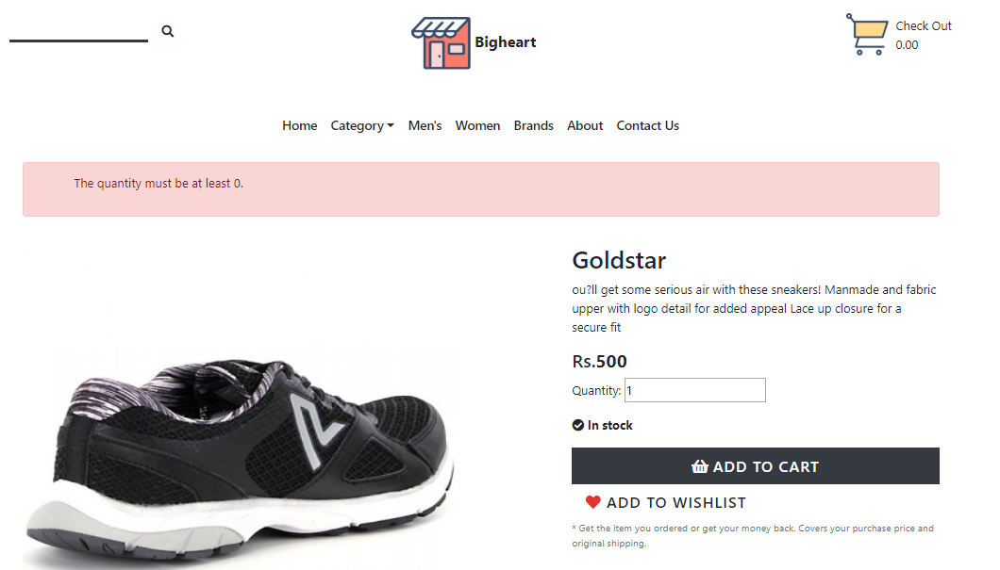 Bigheart
Check Out
0.00
Home Category Men's Women Brands About Contact Us
The quantity must be at least 0.
Goldstar
ou?ll get some serious air with these sneakers! Manmade and fabric
upper with logo detail for added appeal Lace up closure for a
secure fit
Rs.500
Quantity: 1
In stock
ADD TO CART
ADD TO WISHLIST
* Get the item you ordered or get your money back. Covers your purchase price and
original shipping.